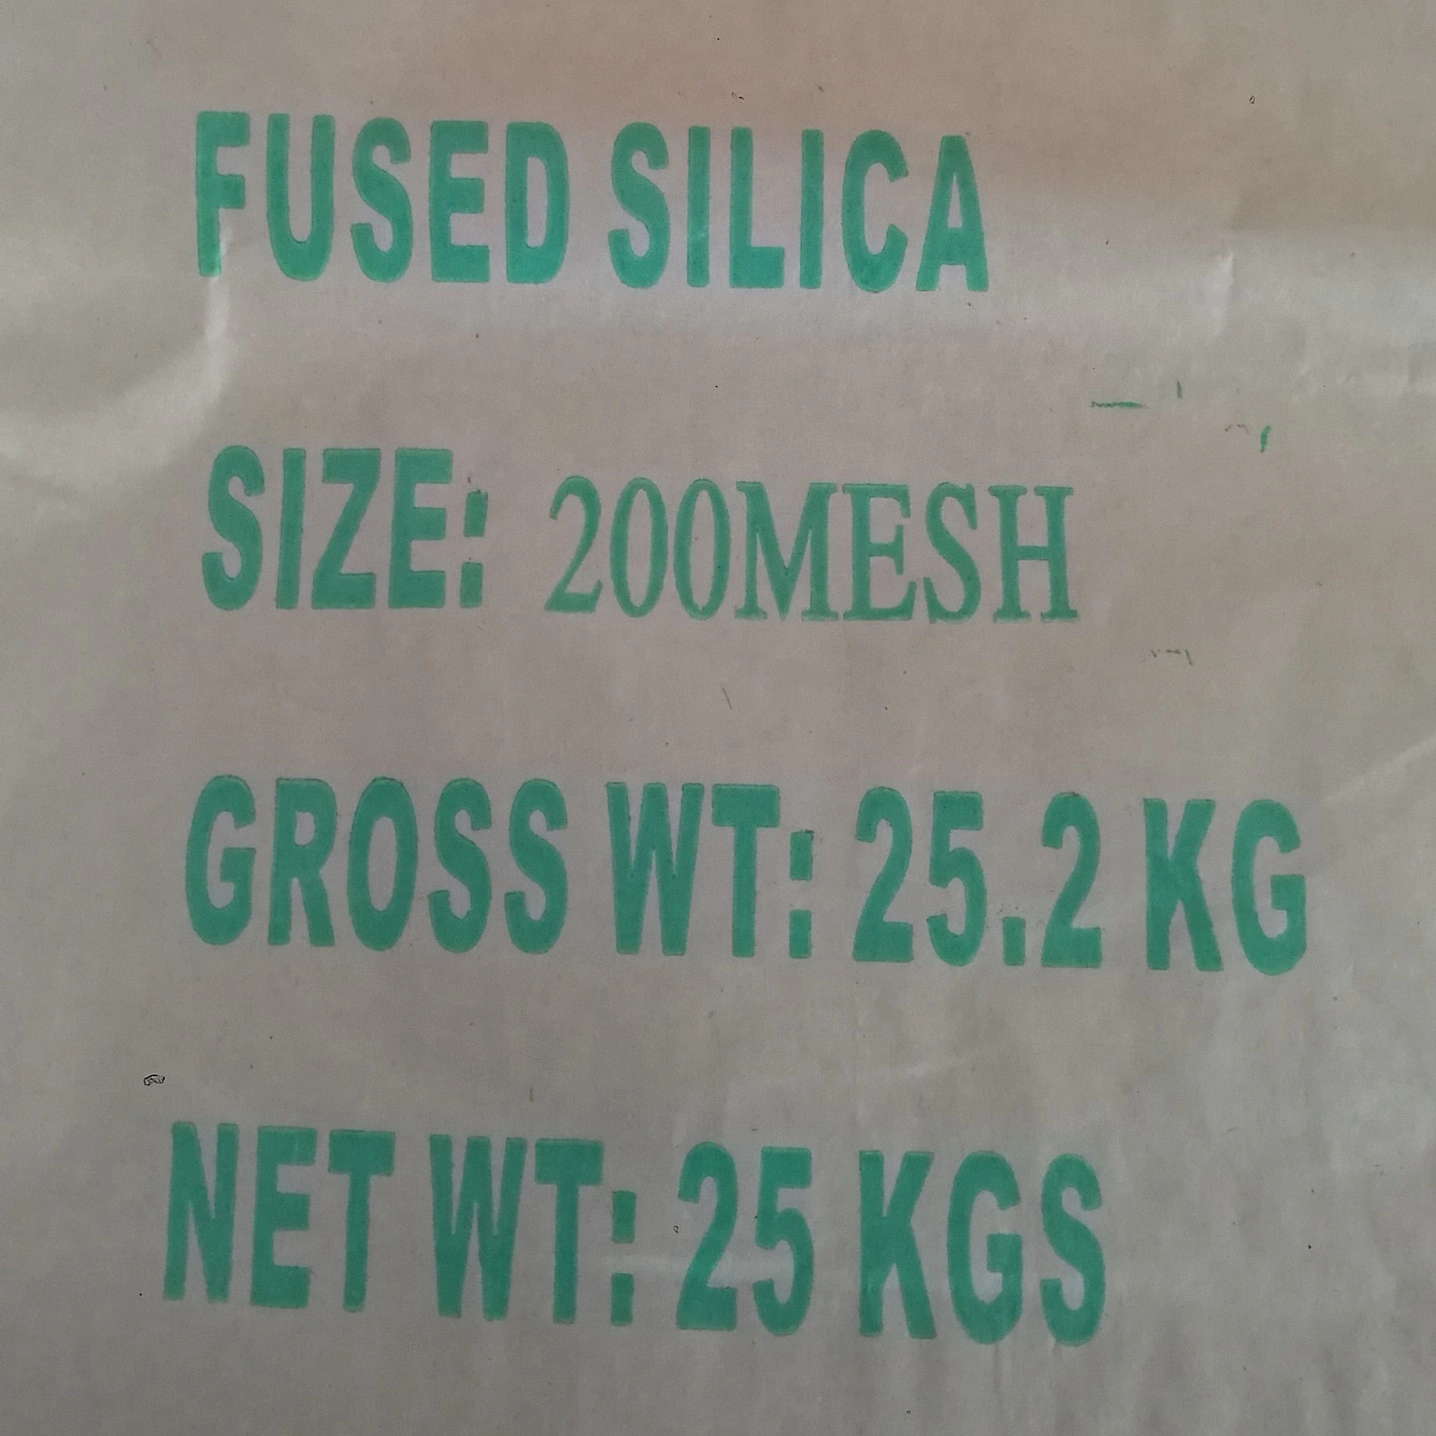 FUSED SILICA
SIZE: 200MESH
GROSS WT: 25.2 KG
NET WT: 25 KGS